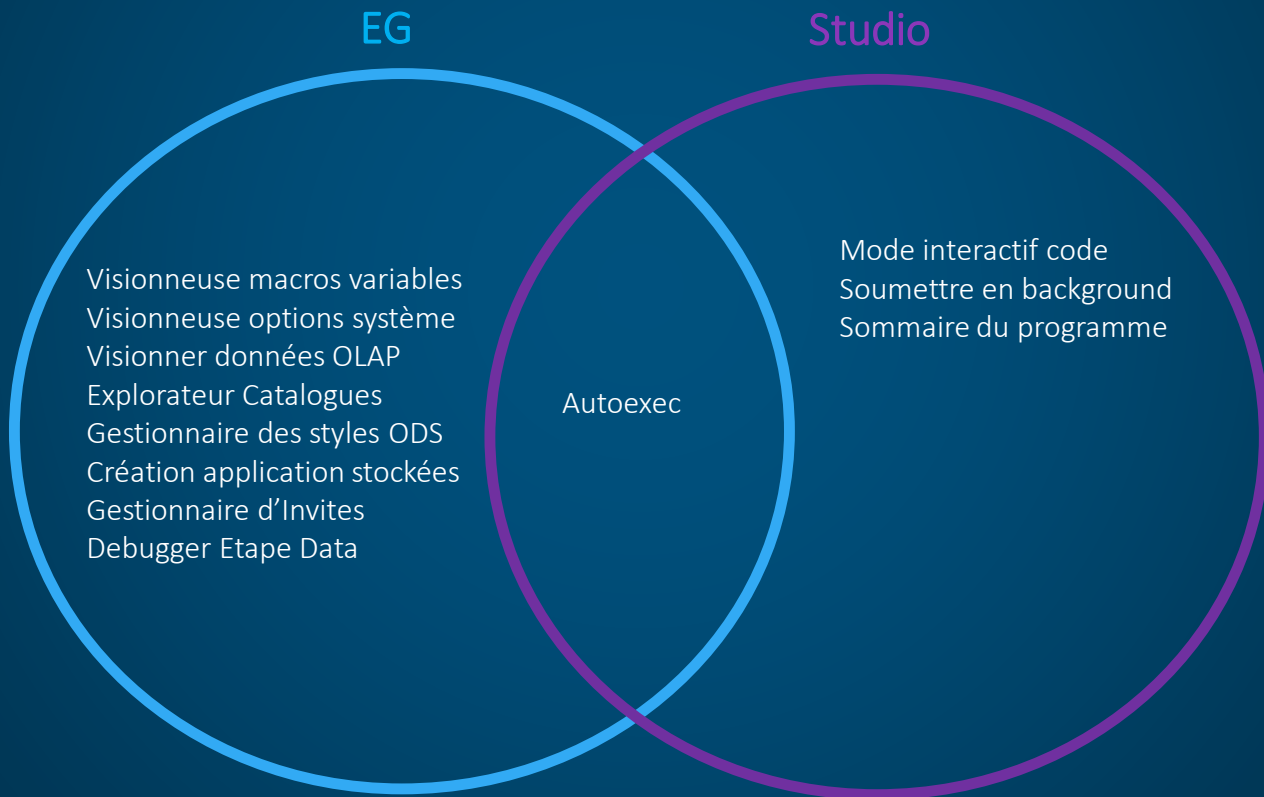 EG
Studio
Visionneuse macros variables
Visionneuse options système
Visionner données OLAP
Explorateur Catalogues
Gestionnaire des styles ODS
Création application stockées
Gestionnaire d’Invites
Debugger Etape Data
Autoexec
Mode interactif code
Soumettre en background
Sommaire du programme